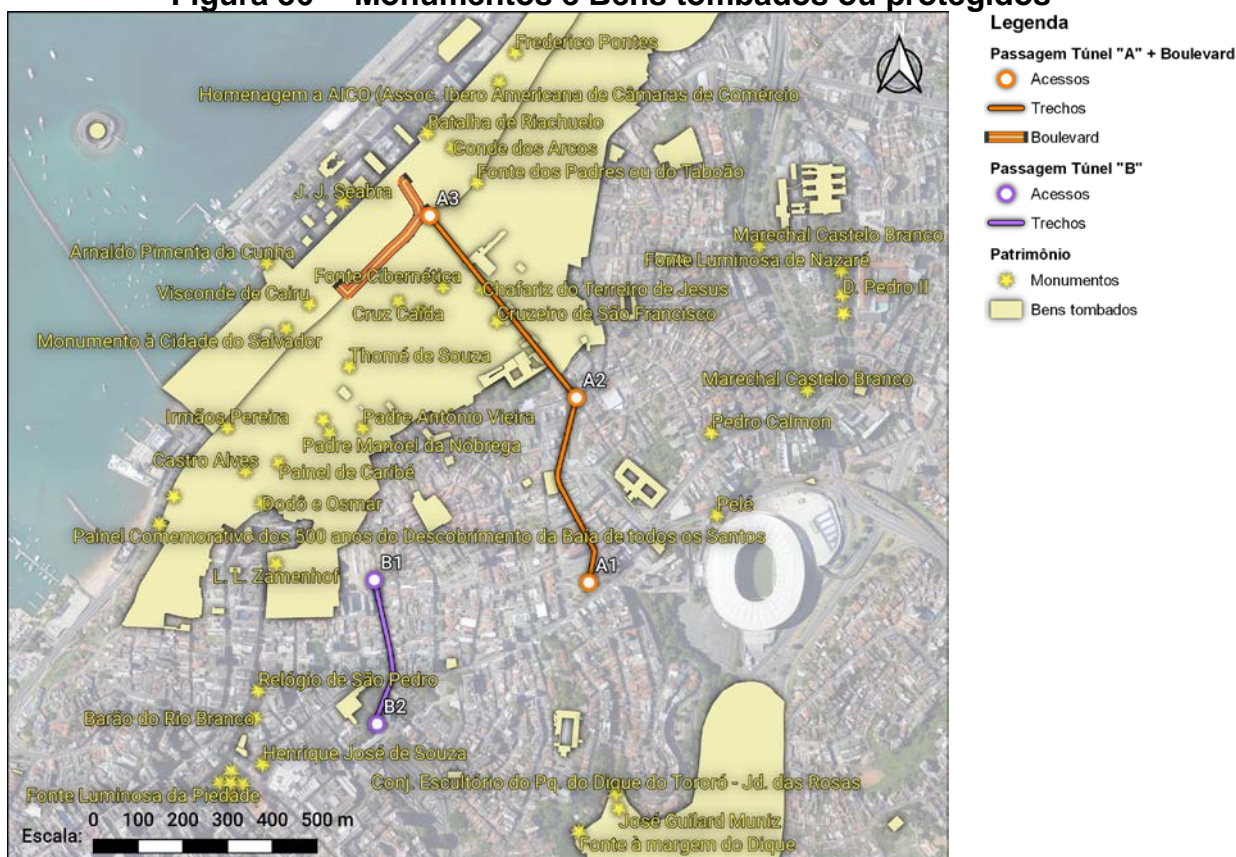 Figura 36 – Monumentos e Bens tombados ou protegidos
Legenda
Passagem Túnel "A" + Boulevard
Acessos
Trechos
Boulevard
Passagem Túnel "B"
Acessos
Trechos
Patrimônio
Monumentos
Bens tombados
N
Frederico Pontes
Homenagem a AICO (Assoc. Ibero Americana de Câmaras de Comércio
Batalha de Riachuelo
Conde dos Arcos
Fonte dos Padres ou do Taboão
J. J. Seabra
A3
Marechal Castelo Branco
Arnaldo Pimenta da Cunha
Fonte Luminosa de Nazaré
Fonte Cibernética
Chafariz do Terreiro de Jesus
D. Pedro II
Visconde de Cairu
Cruz Caída
Cruzeiro de São Francisco
Monumento à Cidade do Salvador
Thomé de Souza
Marechal Castelo Branco
A2
Irmãos Pereira
Padre Antônio Vieira
Pedro Calmon
Padre Manoel da Nóbrega
Castro Alves
Painel de Caribé
Dodô e Osmar
Pelé
Painel Comemorativo dos 500 anos do Descobrimento da Baía de todos os Santos
B1
A1
L. L. Zamenhof
Relógio de São Pedro
Barão do Rio Branco
B2
Henrique José de Souza
Conj. Escultório do Pq. do Dique do Tororó - Jd. das Rosas
Fonte Luminosa da Piedade
José Guilard Muniz
Fonte à margem do Dique
0 100 200 300 400 500 m
Escala: